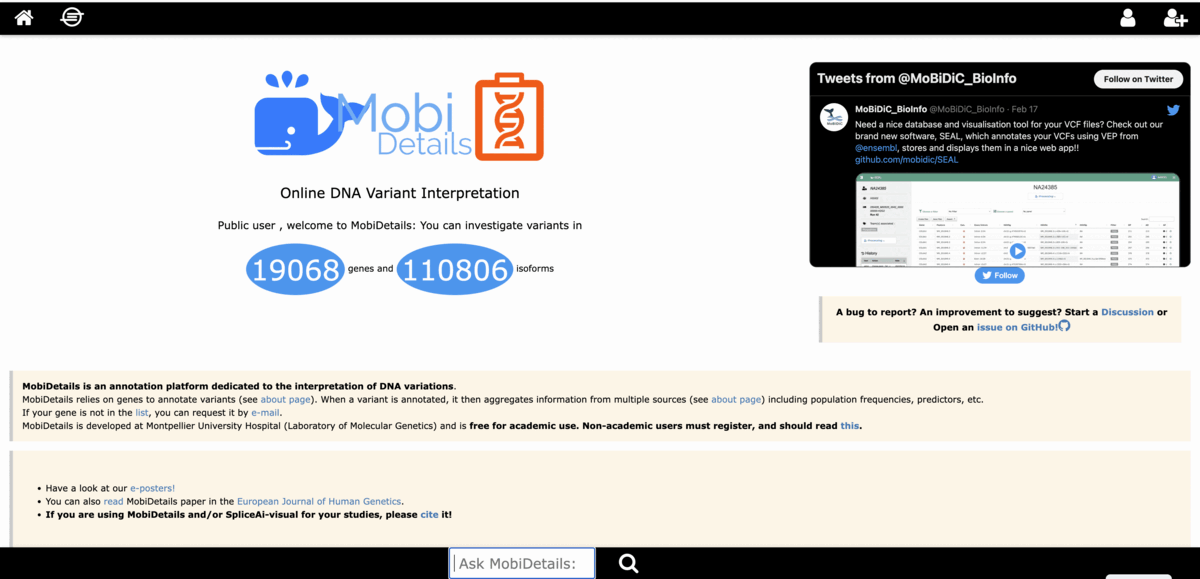 Mobi
Details
Online DNA Variant Interpretation
Public user , welcome to MobiDetails: You can investigate variants in
19068 genes and 110806 isoforms
Tweets from @MoBiDiC_BioInfo
Follow on Twitter
MoBiDiC_BioInfo @MoBiDiC_BioInfo · Feb 17
Need a nice database and visualisation tool for your VCF files? Check out our
brand new software, SEAL, which annotates your VCFs using VEP from
@ensembl, stores and displays them in a nice web app!!
github.com/mobidic/SEAL
NA24385
NA24385
Follow
A bug to report? An improvement to suggest? Start a Discussion or
Open an issue on GitHub!
MobiDetails is an annotation platform dedicated to the interpretation of DNA variations.
MobiDetails relies on genes to annotate variants (see about page). When a variant is annotated, it then aggregates information from multiple sources (see about page) including population frequencies, predictors, etc.
If your gene is not in the list, you can request it by e-mail.
MobiDetails is developed at Montpellier University Hospital (Laboratory of Molecular Genetics) and is free for academic use. Non-academic users must register, and should read this.
• Have a look at our e-posters!
• You can also read MobiDetails paper in the European Journal of Human Genetics.
• If you are using MobiDetails and/or SpliceAi-visual for your studies, please cite it!
Ask MobiDetails: